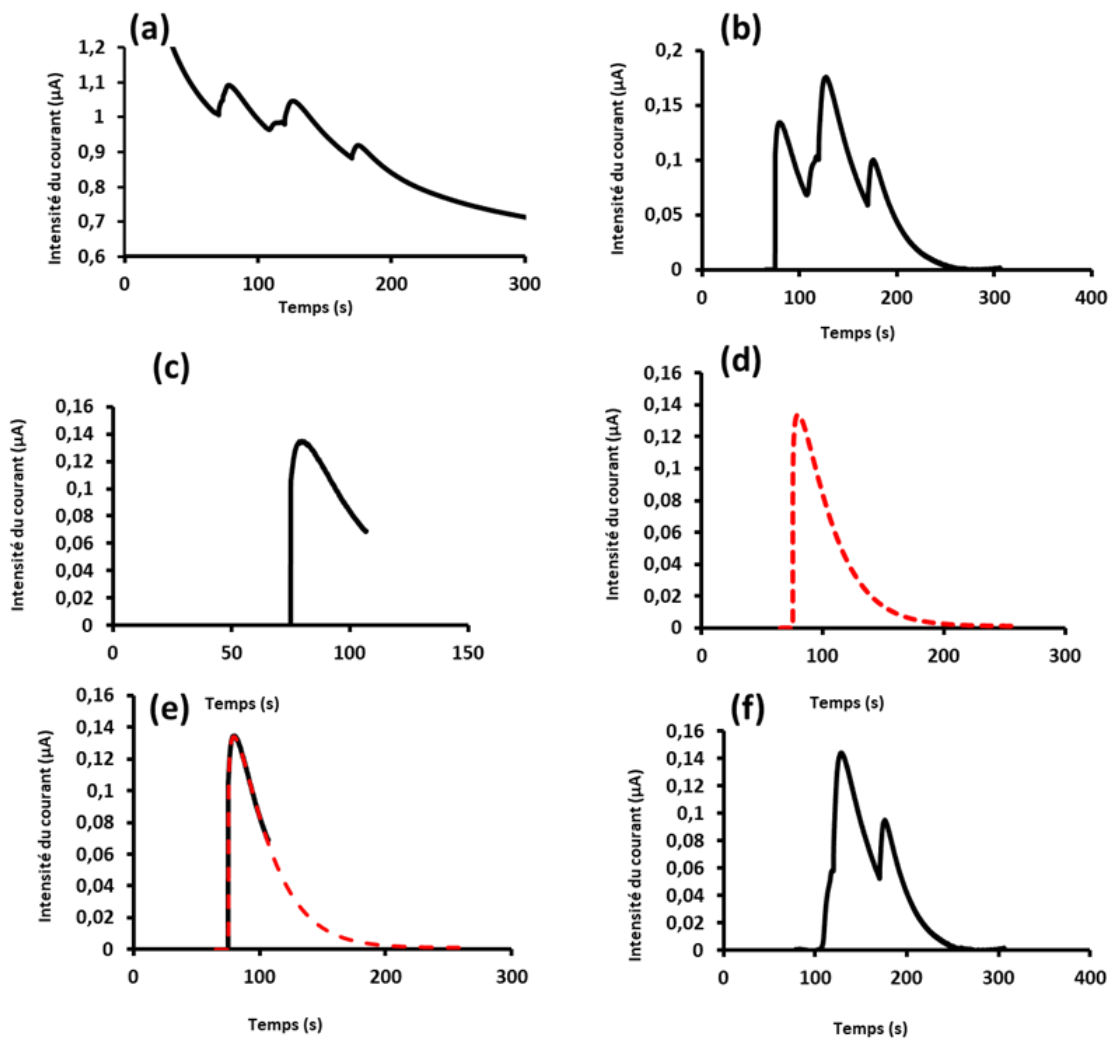 (a)
Intensité du courant (µA)
1,2
1,1
1
0,9
0,8
0,7
0,6
0 100 200 300
Temps (s)
(b)
Intensité du courant (µA)
0,2
0,15
0,1
0,05
0
0 100 200 300 400
Temps (s)
(c)
Intensité du courant (µA)
0,16
0,14
0,12
0,1
0,08
0,06
0,04
0,02
0
0 50 100 150
Temps (s)
(d)
Intensité du courant (µA)
0,16
0,14
0,12
0,1
0,08
0,06
0,04
0,02
0
0 100 200 300
Temps (s)
(e)
Intensité du courant (µA)
0,16
0,14
0,12
0,1
0,08
0,06
0,04
0,02
0
0 100 200 300
Temps (s)
(f)
Intensité du courant (µA)
0,16
0,14
0,12
0,1
0,08
0,06
0,04
0,02
0
0 100 200 300 400
Temps (s)